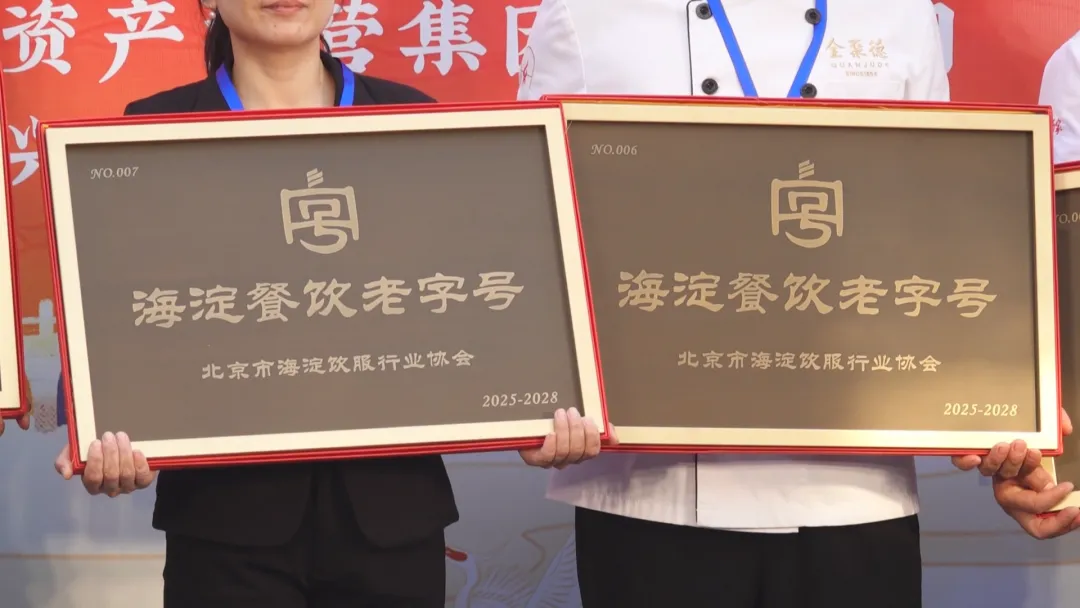 资产 营集团
NO.007
海淀餐饮老字号
北京市海淀饮服行业协会
2025-2028
全聚德
QUANJUDE
SINCE1864
NO.006
海淀餐饮老字号
北京市海淀饮服行业协会
2025-2028